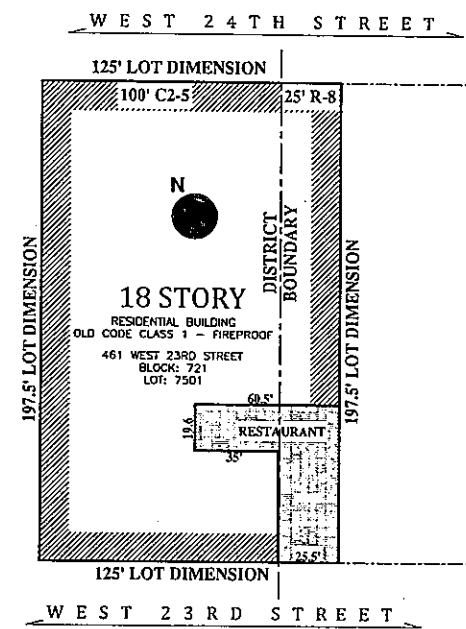 WEST 24TH STREET
125' LOT DIMENSION
100' C2-5
25' R-8
N
197.5' LOT DIMENSION
DISTRICT
BOUNDARY
197.5' LOT DIMENSION
18 STORY
RESIDENTIAL BUILDING
OLD CODE CLASS 1 - FIREPROOF
461 WEST 23RD STREET
BLOCK: 721
LOT: 7501
60.5'
19.6
RESTAURANT
35'
25.5'
125' LOT DIMENSION
WEST 23RD STREET